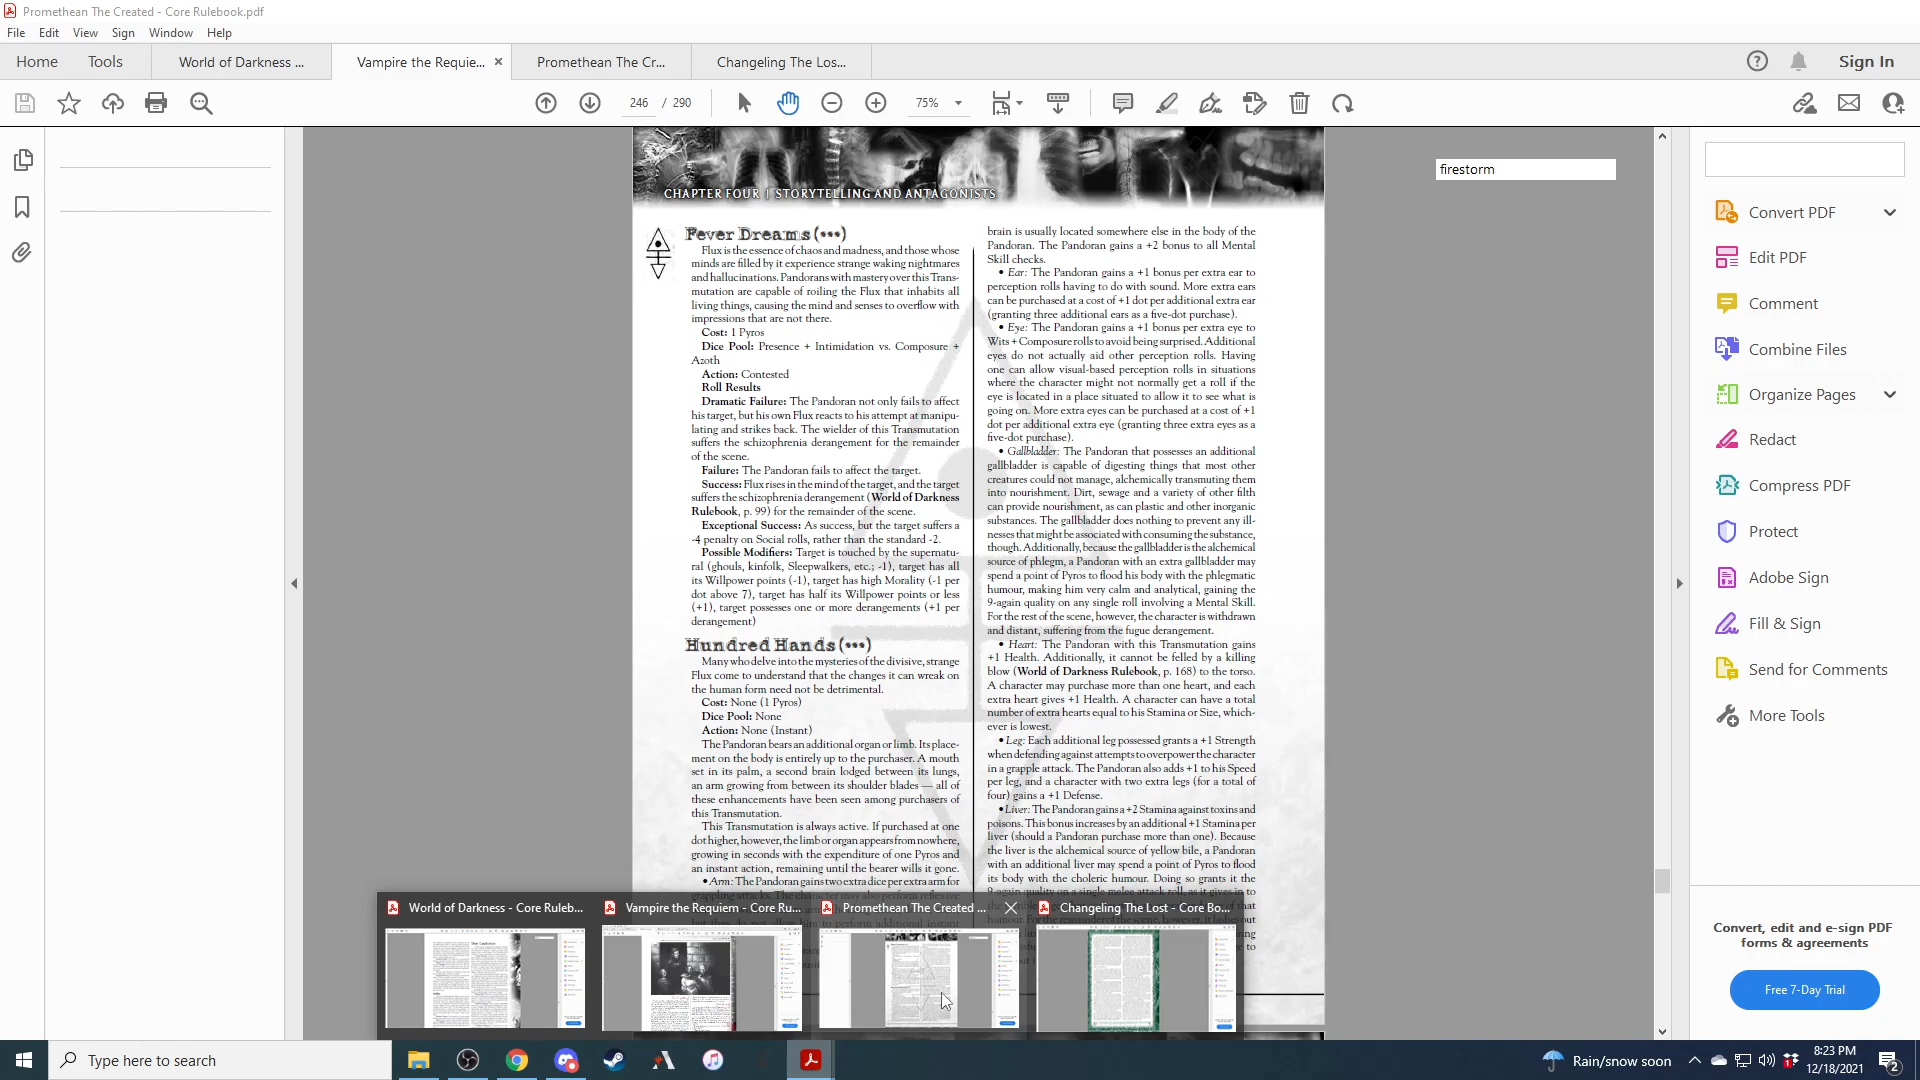 Promethean The Created - Core Rulebook.pdf
File Edit View Sign Window Help
Home Tools World of Darkness ... Vampire the Requie... Promethean The Cr... Changeling The Los... Sign In
246 / 290 75%
firestorm
CHAPTER FOUR | STORYTELLING AND ANTAGONISTS
Fever Dreams (•••)
Flux is the essence of chaos and madness, and those whose
minds are filled by it experience strange waking nightmares
and hallucinations. Pandorans with mastery over this Trans-
mutation are capable of roiling the Flux that inhabits all
living things, causing the mind and senses to overflow with
impressions that are not there.
Cost: 1 Pyros
Dice Pool: Presence + Intimidation vs. Composure +
Azoth
Action: Contested
Roll Results
Dramatic Failure: The Pandoran not only fails to affect
his target, but his own Flux reacts to his attempt at manipu-
lating and strikes back. The wielder of this Transmutation
suffers the schizophrenia derangement for the remainder
of the scene.
Failure: The Pandoran fails to affect the target.
Success: Flux rises in the mind of the target, and the target
suffers the schizophrenia derangement (World of Darkness
Rulebook, p. 99) for the remainder of the scene.
Exceptional Success: As success, but the target suffers a
-4 penalty on Social rolls, rather than the standard -2.
Possible Modifiers: Target is touched by the supernatu-
ral (ghouls, kinfolk, Sleepwalkers, etc.; -1), target has all
its Willpower points (-1), target has high Morality (-1 per
dot above 7), target has half its Willpower points or less
(+1), target possesses one or more derangements (+1 per
derangement)
Hundred Hands (•••)
Many who delve into the mysteries of the divisive, strange
Flux come to understand that the changes it can wreak on
the human form need not be detrimental.
Cost: None (1 Pyros)
Dice Pool: None
Action: None (Instant)
The Pandoran bears an additional organ or limb. Its place-
ment on the body is entirely up to the purchaser. A mouth
set in its palm, a second brain lodged between its lungs,
an arm growing from between its shoulder blades — all of
these enhancements have been seen among purchasers of
this Transmutation.
This Transmutation is always active. If purchased at one
dot higher, however, the limb or organ appears from nowhere,
growing in seconds with the expenditure of one Pyros and
an instant action, remaining until the bearer wills it gone.
• Arm: The Pandoran gains two extra dice per extra arm for
brain is usually located somewhere else in the body of the
Pandoran. The Pandoran gains a +2 bonus to all Mental
Skill checks.
• Ear: The Pandoran gains a +1 bonus per extra ear to
perception rolls having to do with sound. More extra ears
can be purchased at a cost of +1 dot per additional extra ear
(granting three additional ears as a five-dot purchase).
• Eye: The Pandoran gains a +1 bonus per extra eye to
Wits + Composure rolls to avoid being surprised. Additional
eyes do not actually aid other perception rolls. Having
one can allow visual-based perception rolls in situations
where the character might not normally get a roll if the
eye is located in a place situated to allow it to see what is
going on. More extra eyes can be purchased at a cost of +1
dot per additional extra eye (granting three extra eyes as a
five-dot purchase).
• Gallbladder: The Pandoran that possesses an additional
gallbladder is capable of digesting things that most other
creatures could not manage, alchemically transmuting them
into nourishment. Dirt, sewage and a variety of other filth
can provide nourishment, as can plastic and other inorganic
substances. The gallbladder does nothing to prevent any ill-
nesses that might be associated with consuming the substance,
though. Additionally, because the gallbladder is the alchemical
source of phlegm, a Pandoran with an extra gallbladder may
spend a point of Pyros to flood his body with the phlegmatic
humour, making him very calm and analytical, gaining the
9-again quality on any single roll involving a Mental Skill.
For the rest of the scene, however, the character is withdrawn
and distant, suffering from the fugue derangement.
• Heart: The Pandoran with this Transmutation gains
+1 Health. Additionally, it cannot be felled by a killing
blow (World of Darkness Rulebook, p. 168) to the torso.
A character may purchase more than one heart, and each
extra heart gives +1 Health. A character can have a total
number of extra hearts equal to his Stamina or Size, which-
ever is lowest.
• Leg: Each additional leg possessed grants a +1 Strength
when defending against attempts to overpower the character
in a grapple attack. The Pandoran also adds +1 to his Speed
per leg, and a character with two extra legs (for a total of
four) gains a +1 Defense.
• Liver: The Pandoran gains a +2 Stamina against toxins and
poisons. This bonus increases by an additional +1 Stamina per
liver (should a Pandoran purchase more than one). Because
the liver is the alchemical source of yellow bile, a Pandoran
with an additional liver may spend a point of Pyros to flood
its body with the choleric humour. Doing so grants it the
9-again quality on a single melee attack roll, as it gives in to
Convert PDF
Edit PDF
Comment
Combine Files
Organize Pages
Redact
Compress PDF
Protect
Adobe Sign
Fill & Sign
Send for Comments
More Tools
Convert, edit and e-sign PDF
forms & agreements
Free 7-Day Trial
World of Darkness - Core Ruleb... Vampire the Requiem - Core Ru... Promethean The Created ... Changeling The Lost - Core Bo...
Type here to search
Rain/snow soon
8:23 PM
12/18/2021
2